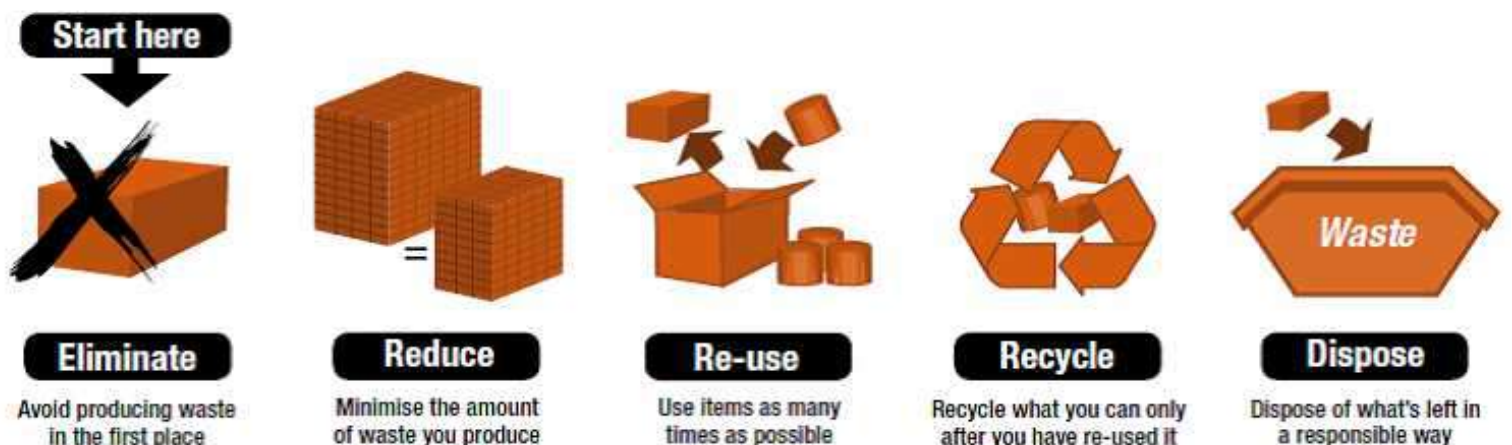 Start here
=
Waste
Eliminate
Avoid producing waste
in the first place
Reduce
Minimise the amount
of waste you produce
Re-use
Use items as many
times as possible
Recycle
Recycle what you can only
after you have re-used it
Dispose
Dispose of what's left in
a responsible way